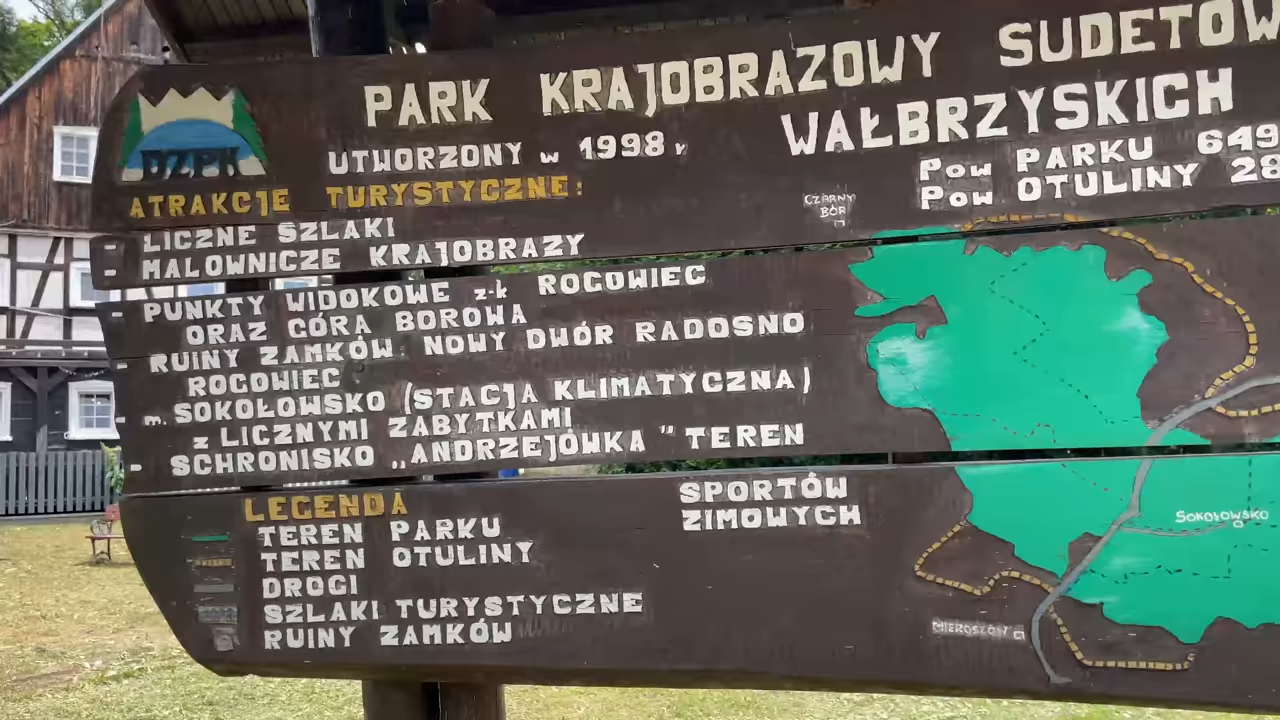 PARK KRAJOBRAZOWY SUDETÓW
WAŁBRZYSKICH
DZPK
UTWORZONY w 1998 r
Pow PARKU 649
Pow OTULINY 28
ATRAKCJE TURYSTYCZNE:
- LICZNE SZLAKI
- MALOWNICZE KRAJOBRAZY
- PUNKTY WIDOKOWE z·k ROGOWIEC
ORAZ GÓRA BOROWA
- RUINY ZAMKÓW: NOWY DWÓR RADOSNO
ROGOWIEC
- m. SOKOŁOWSKO (STACJA KLIMATYCZNA)
z LICZNYMI ZABYTKAMI
- SCHRONISKO „ANDRZEJÓWKA" TEREN
SPORTÓW
ZIMOWYCH
LEGENDA
TEREN PARKU
TEREN OTULINY
DROGI
SZLAKI TURYSTYCZNE
RUINY ZAMKÓW
CZARNY
BÓR
SOKOŁOWSKO
MIEROSZÓW